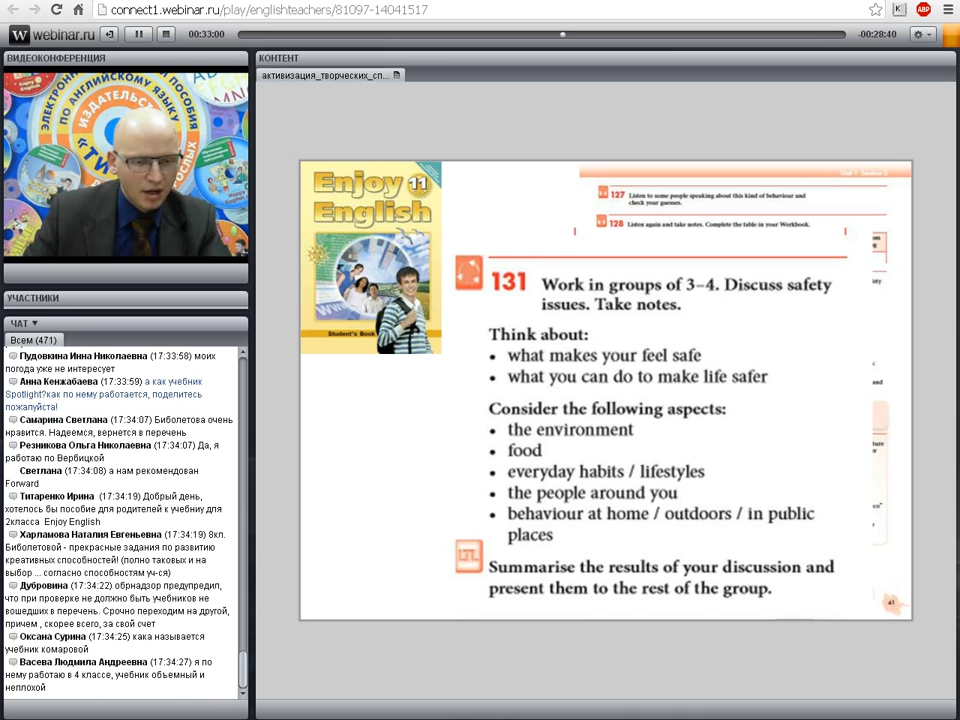 connect1.webinar.ru/play/englishteachers/81097-14041517
K ABP
W webinar.ru 00:33:00 -00:28:40
ВИДЕОКОНФЕРЕНЦИЯ
ЭЛЕКТРОННЫЕ ПОСОБИЯ
ПО АНГЛИЙСКОМУ ЯЗЫКУ
ИЗДАТЕЛЬСТВО
УЧАСТНИКИ
ЧАТ
Всем (471)
Пудовкина Инна Николаевна (17:33:58) моих
погода уже не интересует
Анна Кенжабаева (17:33:59) а как учебник
Spotlight?как по нему работается, поделитесь
пожалуйста!
Самарина Светлана (17:34:07) Биболетова очень
нравится. Надеемся, вернется в перечень
Резникова Ольга Николаевна (17:34:07) Да, я
работаю по Вербицкой
Светлана (17:34:08) а нам рекомендован
Forward
Титаренко Ирина (17:34:19) Добрый день,
хотелось бы пособие для родителей к учебниу для
2класса Enjoy English
Харламова Наталия Евгеньевна (17:34:19) 8кл.
Биболетовой - прекрасные задания по развитию
креативных способностей! (полно таковых и на
выбор ... согласно способностям уч-ся)
Дубровина (17:34:22) обрнадзор предупредил,
что при проверке не должно быть учебников не
вошедших в перечень. Срочно переходим на другой,
причем , скорее всего, за свой счет
Оксана Сурина (17:34:25) кака называется
учебник комаровой
Васева Людмила Андреевна (17:34:27) я по
нему работаю в 4 классе, учебник объемный и
неплохой
КОНТЕНТ
активизация_творческих_сп...
Enjoy 11
English
Student's Book
Unit 1 Section 5
127 Listen to some people speaking about this kind of behaviour and
check your guesses.
128 Listen again and take notes. Complete the table in your Workbook.
131 Work in groups of 3–4. Discuss safety
issues. Take notes.
Think about:
• what makes your feel safe
• what you can do to make life safer
Consider the following aspects:
• the environment
• food
• everyday habits / lifestyles
• the people around you
• behaviour at home / outdoors / in public
places
Summarise the results of your discussion and
present them to the rest of the group.
41